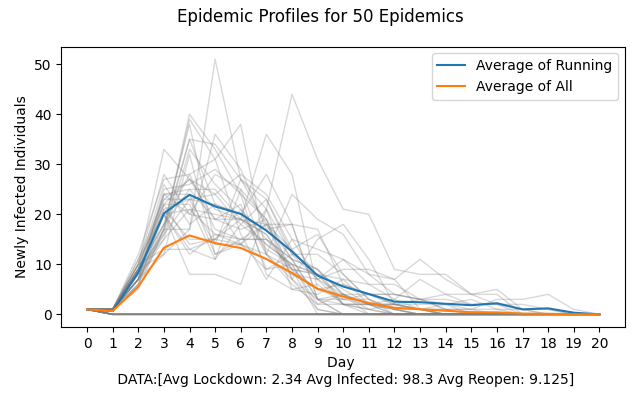 Epidemic Profiles for 50 Epidemics
Average of Running
Average of All
Newly Infected Individuals
50
40
30
20
10
0
0 1 2 3 4 5 6 7 8 9 10 11 12 13 14 15 16 17 18 19 20
Day
DATA:[Avg Lockdown: 2.34 Avg Infected: 98.3 Avg Reopen: 9.125]